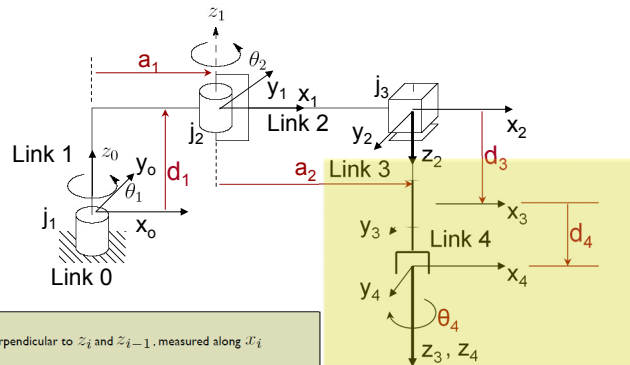 z₁
θ₂
a₁
y₁
x₁
j₂
Link 2
j₃
y₂
x₂
z₂
Link 1
z₀
yₒ
d₁
θ₁
j₁
xₒ
Link 0
a₂
Link 3
d₃
x₃
y₃
Link 4
d₄
x₄
y₄
θ₄
z₃, z₄
rpendicular to zᵢ and zᵢ₋₁, measured along xᵢ